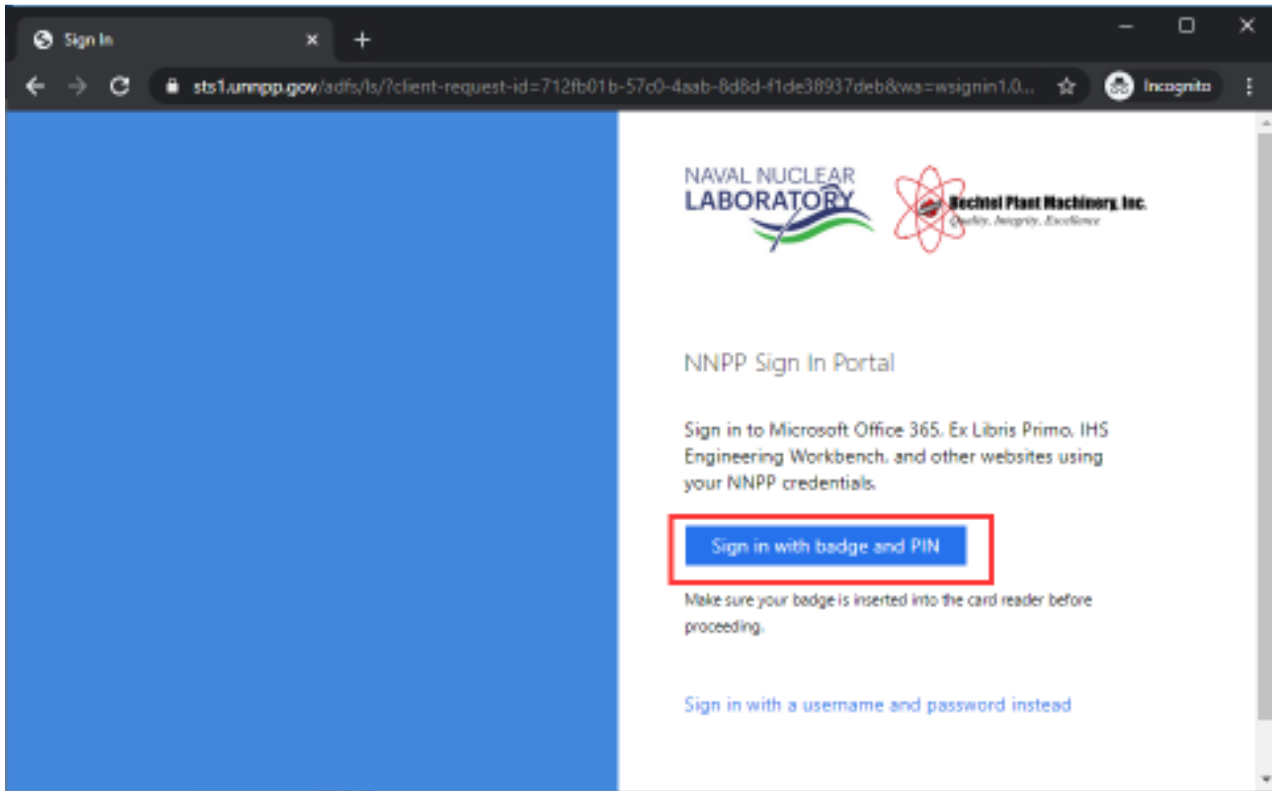 Sign In
sts1.unnpp.gov/adfs/ls/?client-request-id=712fb01b-57c0-4aab-8d8d-f1de38937deb&wa=wsignin1.0...
Incognito
NAVAL NUCLEAR
LABORATORY
Bechtel Plant Machinery, Inc.
Quality, Integrity, Excellence
NNPP Sign In Portal
Sign in to Microsoft Office 365, Ex Libris Primo, IHS
Engineering Workbench, and other websites using
your NNPP credentials.
Sign in with badge and PIN
Make sure your badge is inserted into the card reader before
proceeding.
Sign in with a username and password instead